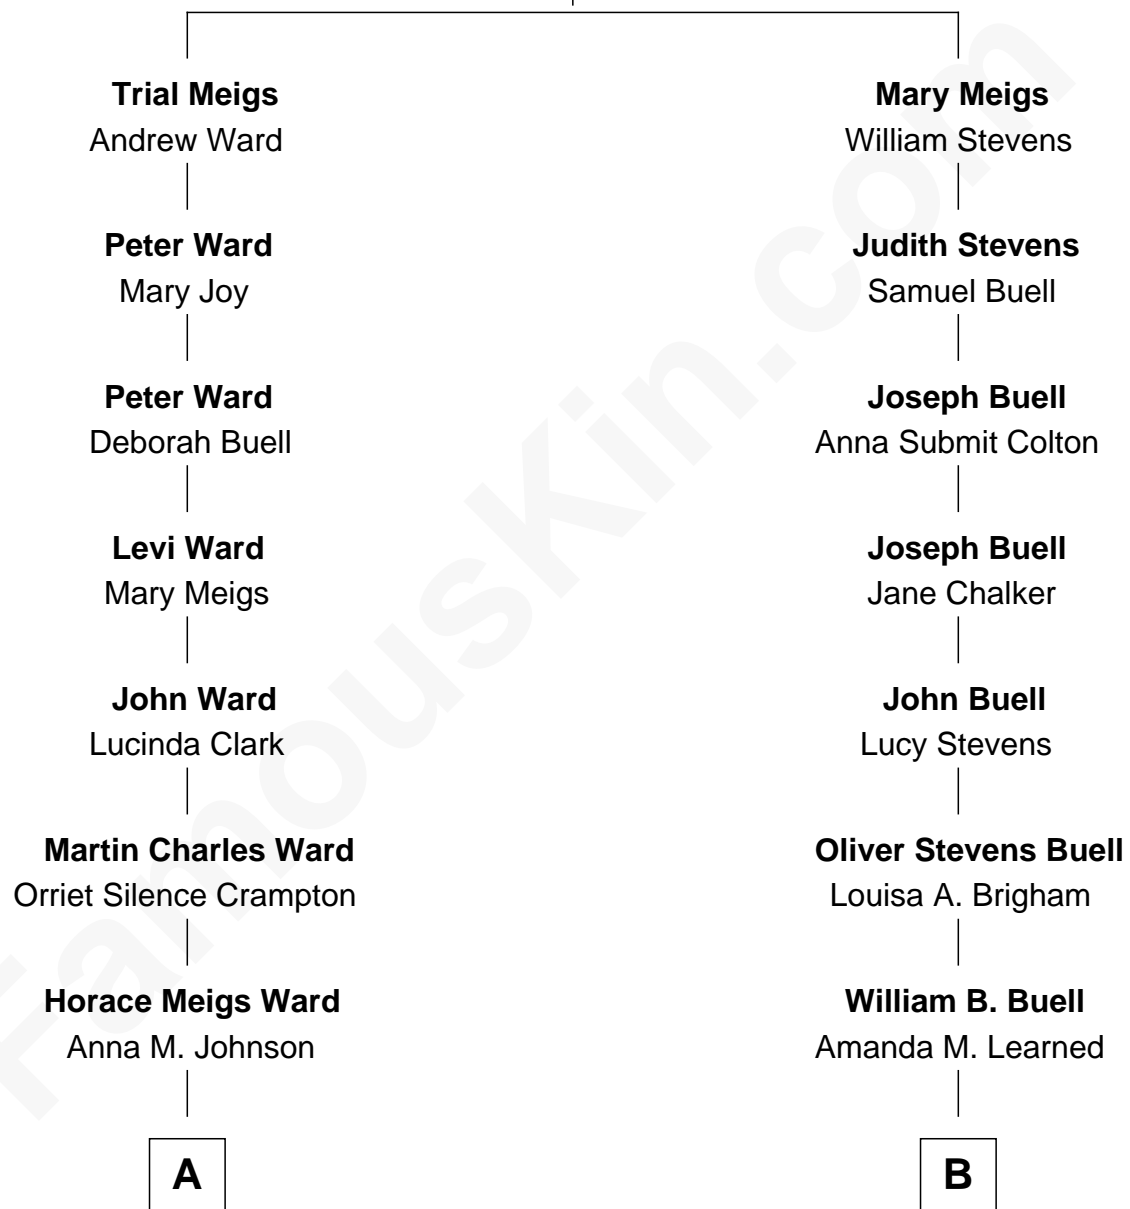 Trial Meigs
Andrew Ward
Peter Ward
Mary Joy
Peter Ward
Deborah Buell
Levi Ward
Mary Meigs
John Ward
Lucinda Clark
Martin Charles Ward
Orriet Silence Crampton
Horace Meigs Ward
Anna M. Johnson
A
Mary Meigs
William Stevens
Judith Stevens
Samuel Buell
Joseph Buell
Anna Submit Colton
Joseph Buell
Jane Chalker
John Buell
Lucy Stevens
Oliver Stevens Buell
Louisa A. Brigham
William B. Buell
Amanda M. Learned
B
FamousKin.com